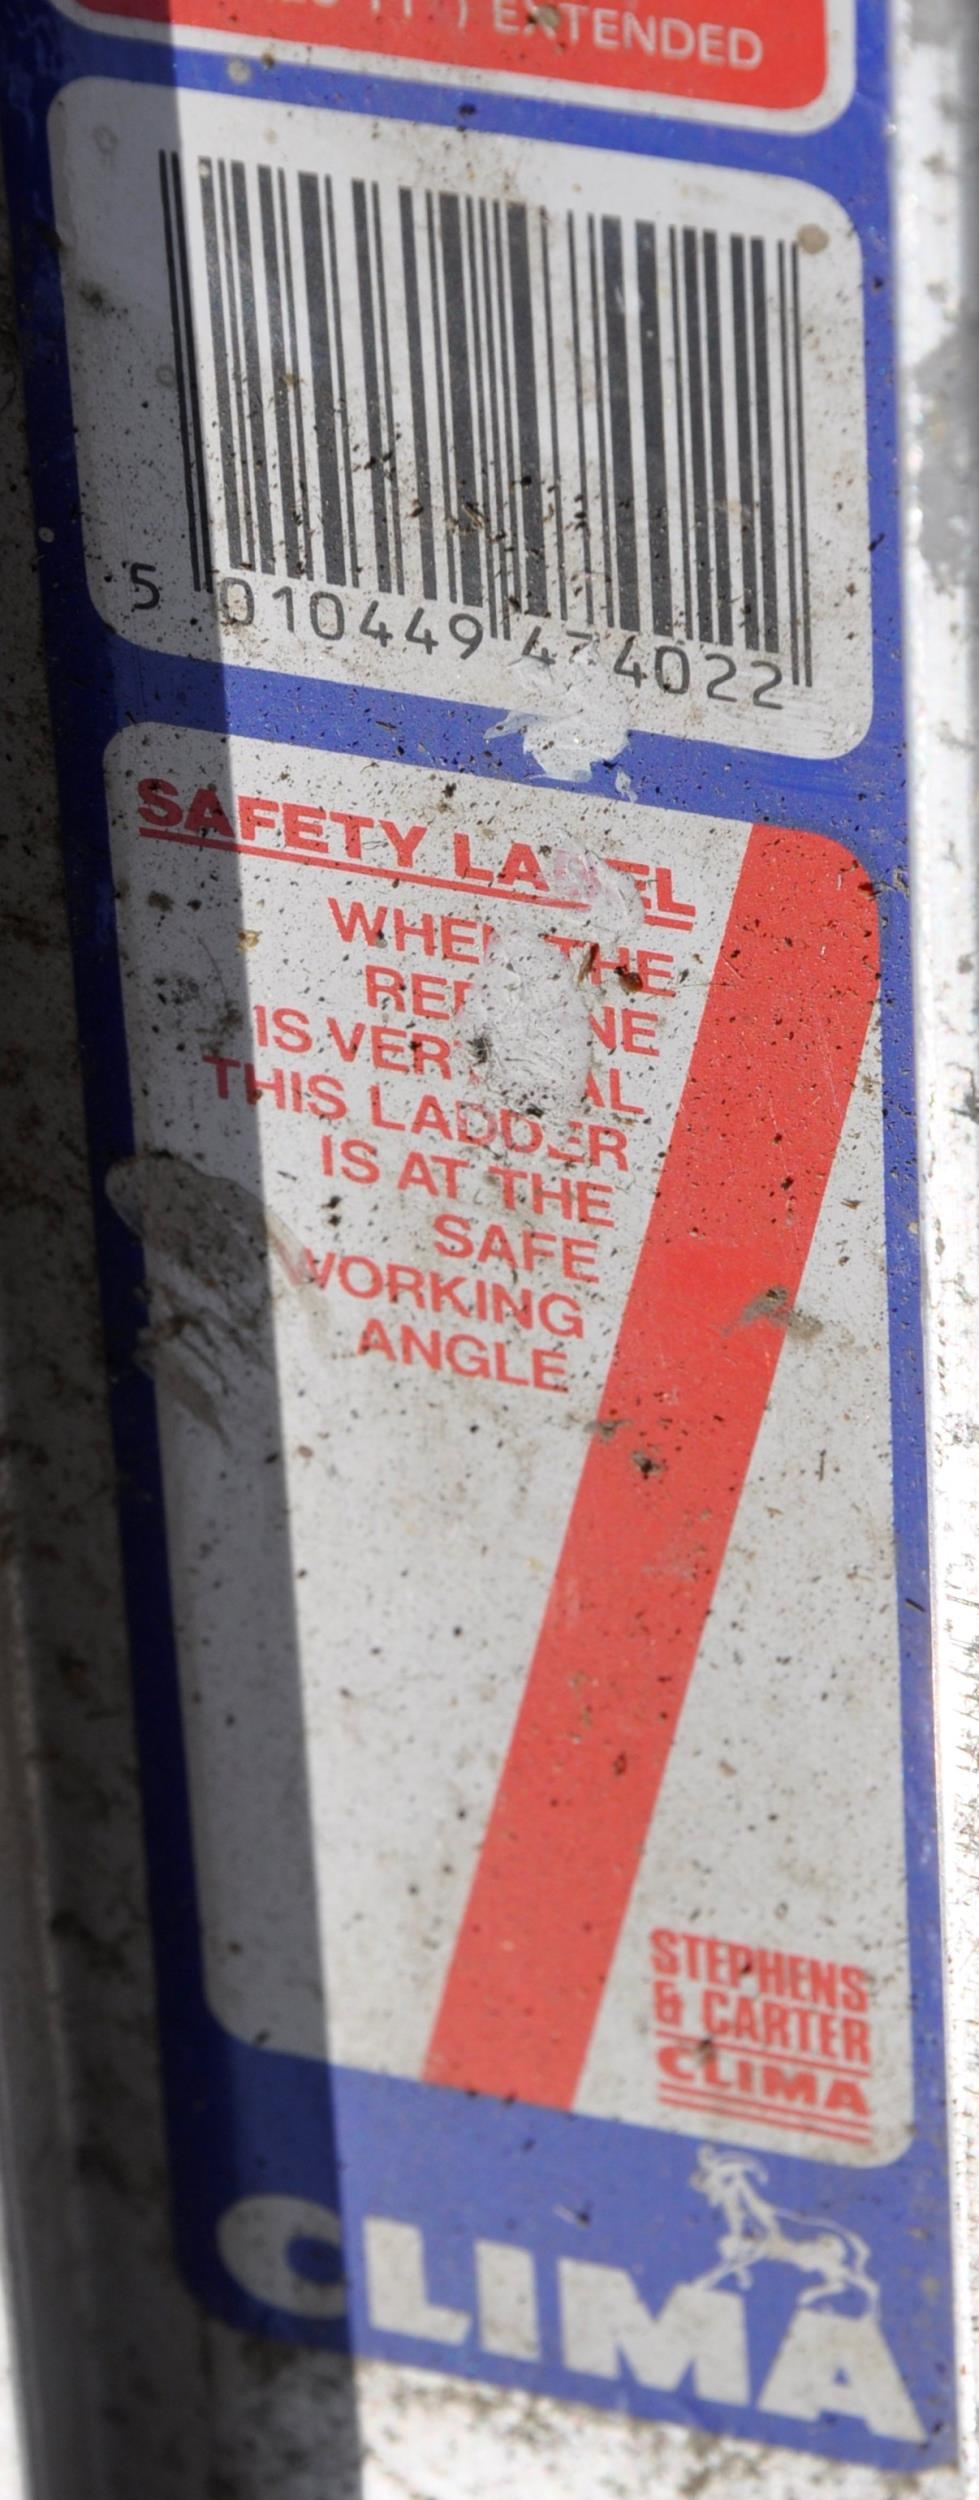 EXTENDED
5 010449 474022
SAFETY LABEL
WHEN THE
RED LINE
IS VERTICAL
THIS LADDER
IS AT THE
SAFE
WORKING
ANGLE
STEPHENS
& CARTER
CLIMA
CLIMA